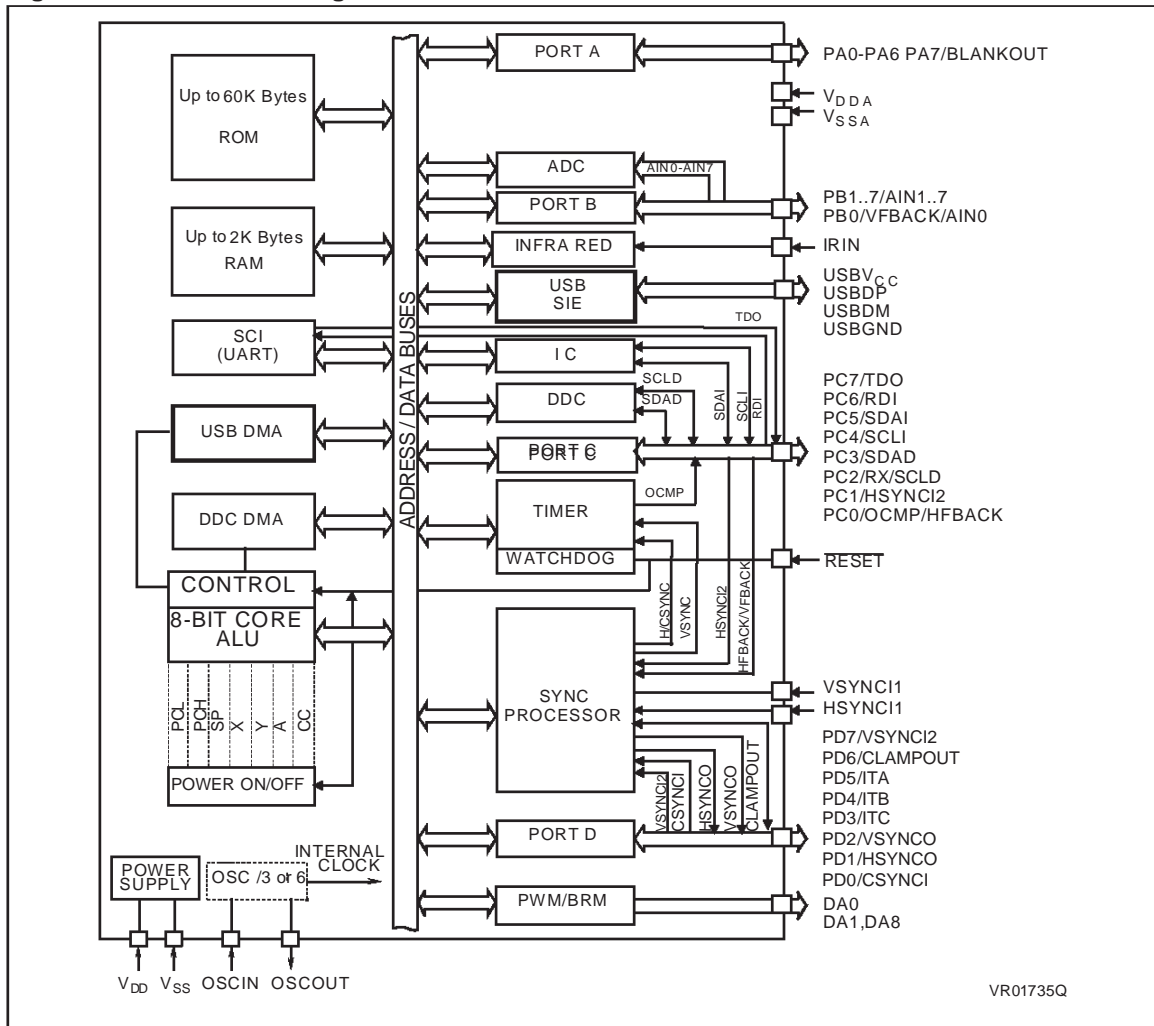 PORT A
PA0-PA6 PA7/BLANKOUT
Up to 60K Bytes
ROM
VDDA
VSSA
ADC
AIN0-AIN7
PORT B
PB1..7/AIN1..7
PB0/VFBACK/AIN0
Up to 2K Bytes
RAM
INFRA RED
IRIN
USB
SIE
USBVCC
USBDP
USBDM
USBGND
ADDRESS / DATA BUSES
TDO
SCI
(UART)
I C
SCLD
SDAD
SDAI
SCLI
RDI
DDC
USB DMA
PORT C
PORT C
PC7/TDO
PC6/RDI
PC5/SDAI
PC4/SCLI
PC3/SDAD
PC2/RX/SCLD
PC1/HSYNCI2
PC0/OCMP/HFBACK
OCMP
DDC DMA
TIMER
WATCHDOG
RESET
CONTROL
8-BIT CORE
ALU
H/CSYNC
VSYNC
HSYNCI2
HFBACK/VFBACK
PCL
PCH
SP
X
Y
A
CC
POWER ON/OFF
SYNC
PROCESSOR
VSYNCI1
HSYNCI1
VSYNCI2
CSYNCI
HSYNCO
VSYNCO
CLAMPOUT
PD7/VSYNCI2
PD6/CLAMPOUT
PD5/ITA
PD4/ITB
PD3/ITC
PD2/VSYNCO
PD1/HSYNCO
PD0/CSYNCI
PORT D
POWER
SUPPLY
OSC /3 or 6
INTERNAL
CLOCK
PWM/BRM
DA0
DA1,DA8
VDD
VSS
OSCIN
OSCOUT
VR01735Q